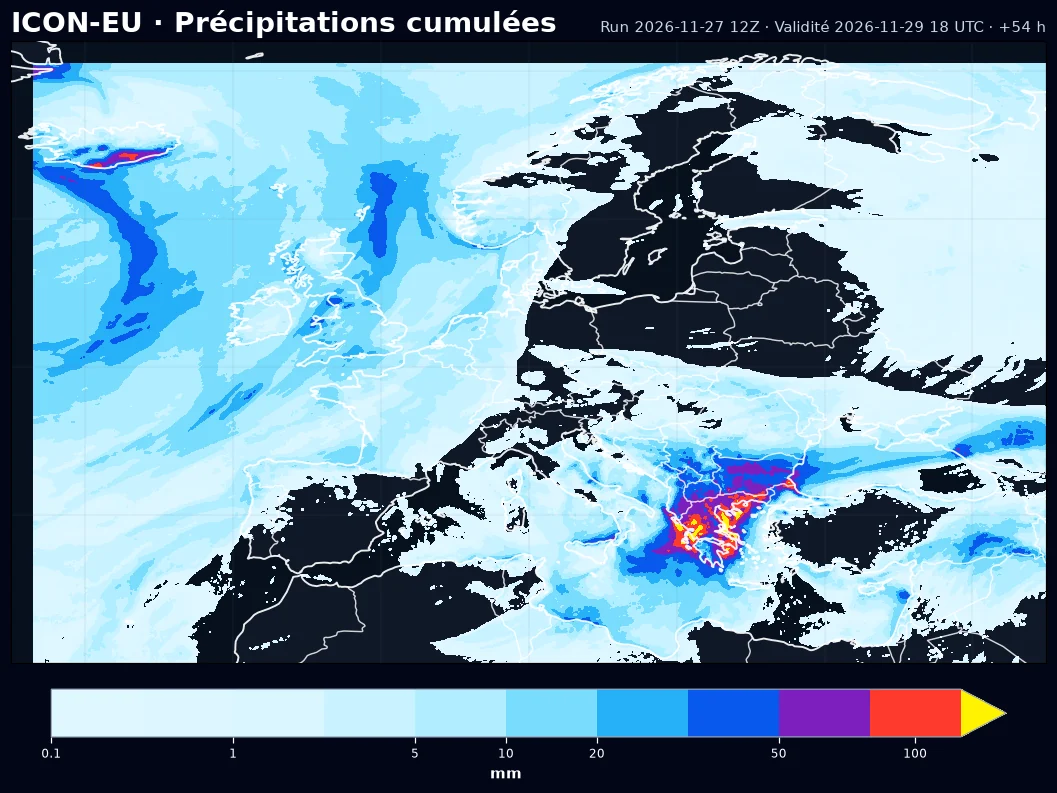 ICON-EU · Précipitations cumulées
Run 2026-11-27 12Z · Validité 2026-11-29 18 UTC · +54 h
0.1 1 5 10 20 50 100
mm